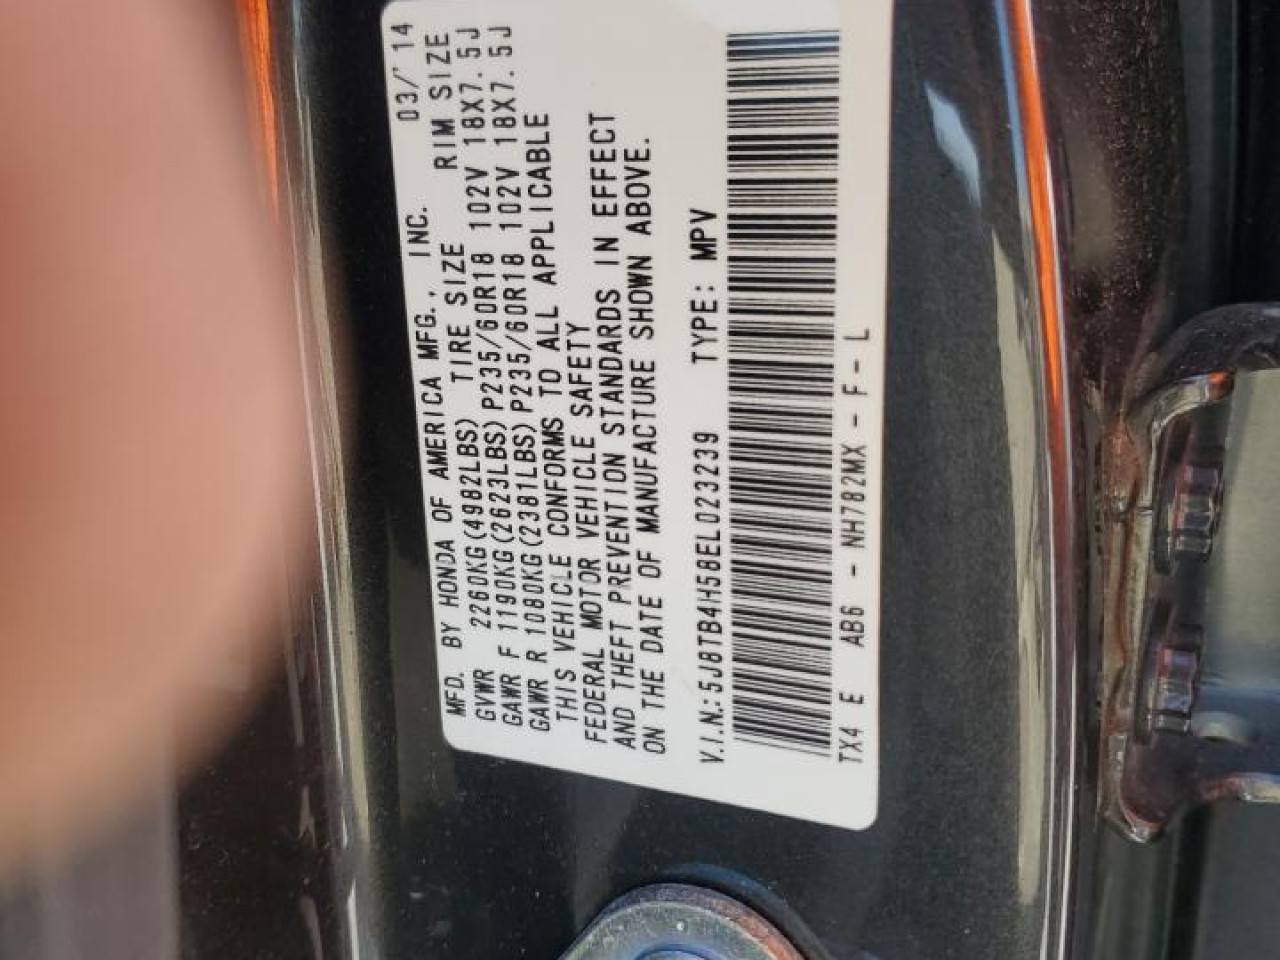 MFD. BY HONDA OF AMERICA MFG., INC. 03/'14
GVWR 2260KG(4982LBS) TIRE SIZE RIM SIZE
GAWR F 1190KG(2623LBS) P235/60R18 102V 18X7.5J
GAWR R 1080KG(2381LBS) P235/60R18 102V 18X7.5J
THIS VEHICLE CONFORMS TO ALL APPLICABLE
FEDERAL MOTOR VEHICLE SAFETY
AND THEFT PREVENTION STANDARDS IN EFFECT
ON THE DATE OF MANUFACTURE SHOWN ABOVE.
V.I.N.: 5J8TB4H58EL023239 TYPE: MPV
TX4 E AB6 - NH782MX - F - L